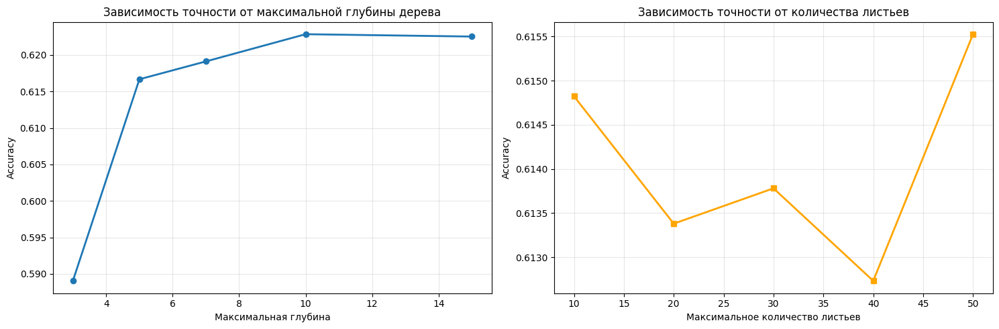 Зависимость точности от максимальной глубины дерева
0.620
0.615
0.610
0.605
0.600
0.595
0.590
Accuracy
4 6 8 10 12 14
Максимальная глубина
Зависимость точности от количества листьев
0.6155
0.6150
0.6145
0.6140
0.6135
0.6130
Accuracy
10 15 20 25 30 35 40 45 50
Максимальное количество листьев